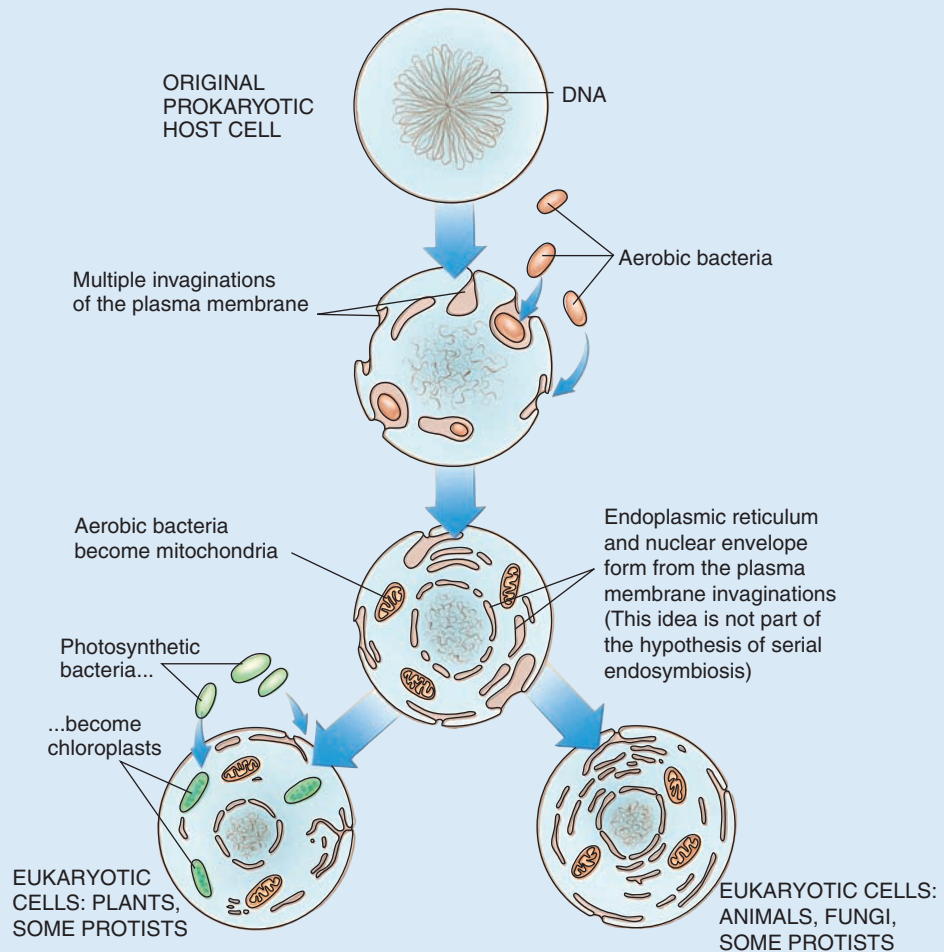 ORIGINAL
PROKARYOTIC
HOST CELL
DNA
Multiple invaginations
of the plasma membrane
Aerobic bacteria
Aerobic bacteria
become mitochondria
Endoplasmic reticulum
and nuclear envelope
form from the plasma
membrane invaginations
(This idea is not part of
the hypothesis of serial
endosymbiosis)
Photosynthetic
bacteria...
...become
chloroplasts
EUKARYOTIC
CELLS: PLANTS,
SOME PROTISTS
EUKARYOTIC CELLS:
ANIMALS, FUNGI,
SOME PROTISTS